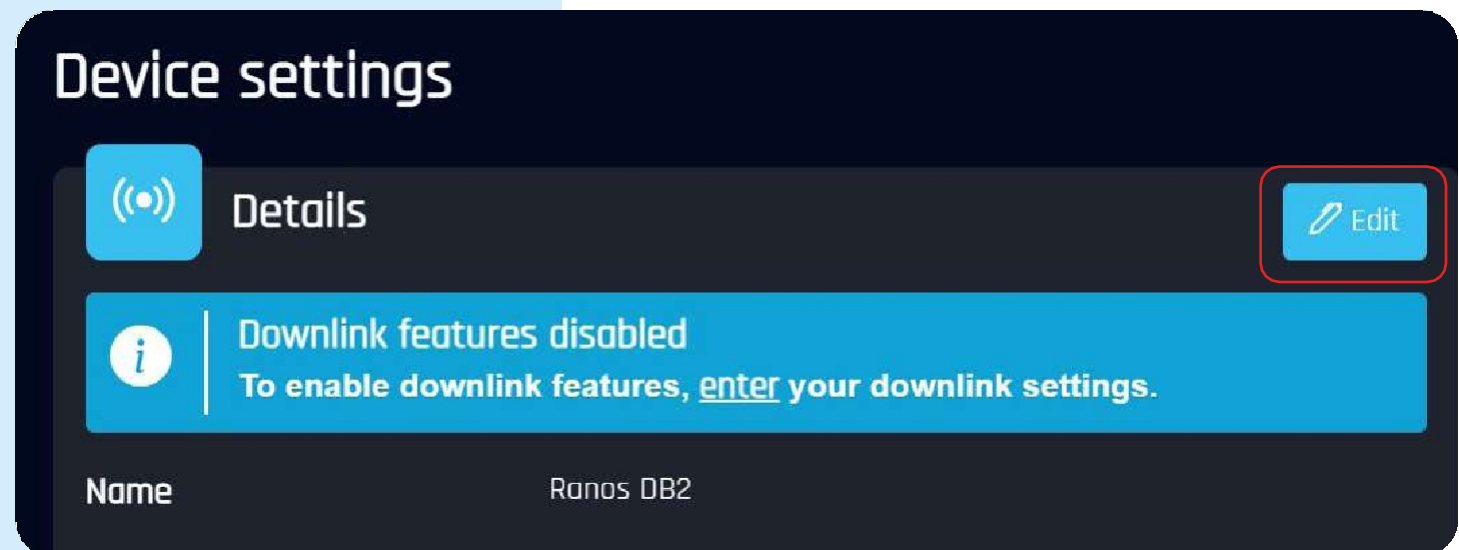 Device settings
Details
Edit
Downlink features disabled
To enable downlink features, enter your downlink settings.
Name Ranos DB2